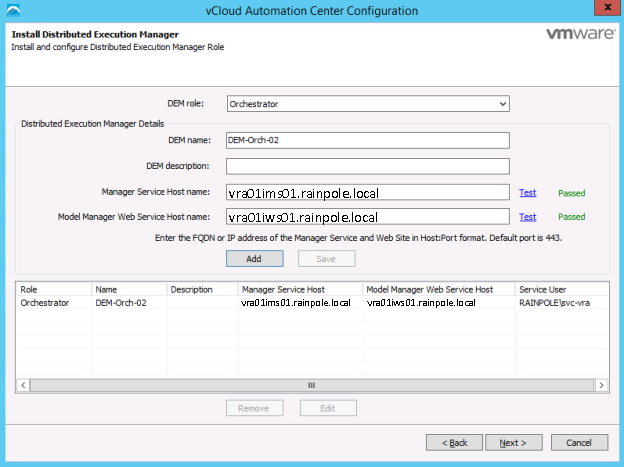 vCloud Automation Center Configuration
x
Install Distributed Execution Manager
Install and configure Distributed Execution Manager Role
vmware
DEM role: Orchestrator
Distributed Execution Manager Details
DEM name: DEM-Orch-02
DEM description:
Manager Service Host name: vra01ims01.rainpole.local Test Passed
Model Manager Web Service Host name: vra01iws01.rainpole.local Test Passed
Enter the FQDN or IP address of the Manager Service and Web Site in Host:Port format. Default port is 443.
Add Save
Role Name Description Manager Service Host Model Manager Web Service Host Service User
Orchestrator DEM-Orch-02 vra01ims01.rainpole.local vra01iws01.rainpole.local RAINPOLE\svc-vra
Remove Edit
< Back Next > Cancel